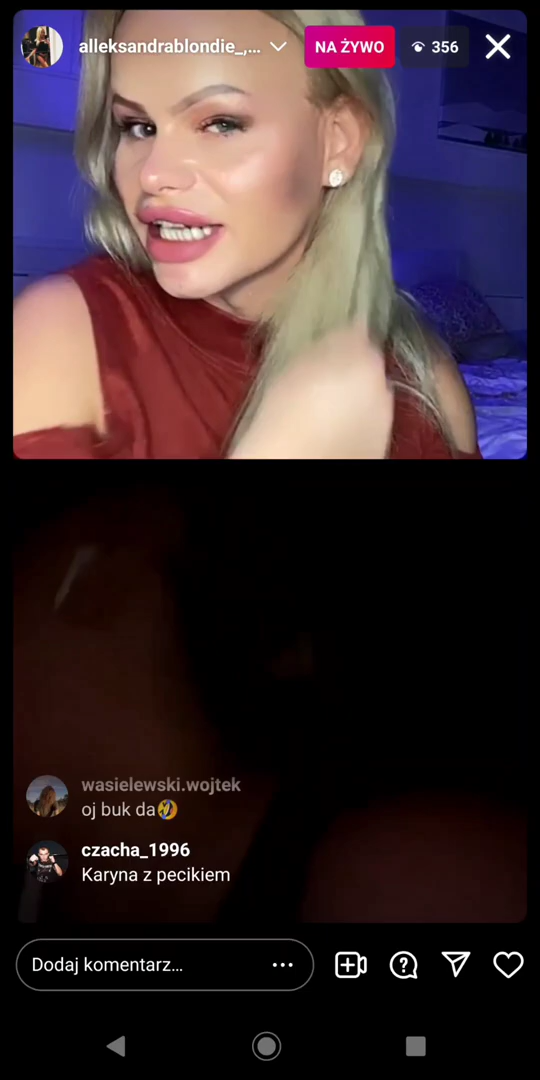 alleksandrablondie_,...
NA ŻYWO
356
wasielewski.wojtek
oj buk da🤣
czacha_1996
Karyna z pecikiem
Dodaj komentarz...